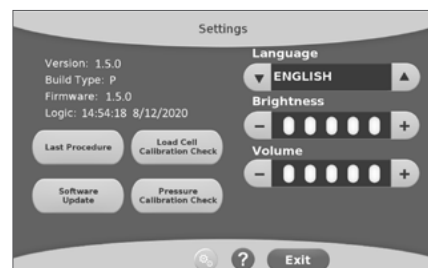 Settings
Version: 1.5.0
Build Type: P
Firmware: 1.5.0
Logic: 14:54:18 8/12/2020
Last Procedure
Load Cell
Calibration Check
Software
Update
Pressure
Calibration Check
Language
▼ ENGLISH ▲
Brightness
- +
Volume
- +
? Exit